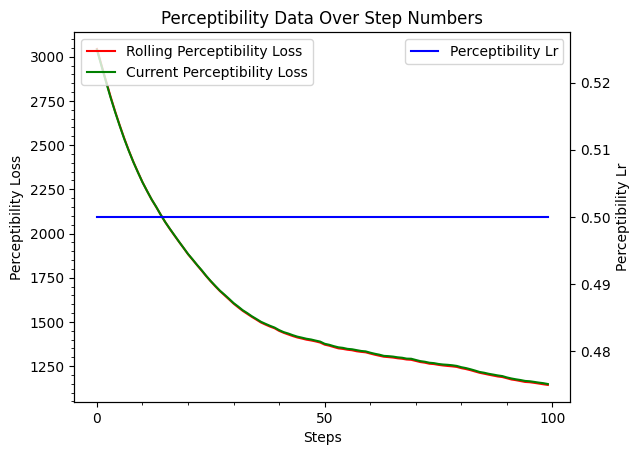 Perceptibility Data Over Step Numbers
Rolling Perceptibility Loss
Current Perceptibility Loss
Perceptibility Lr
3000
2750
2500
2250
2000
1750
1500
1250
Perceptibility Loss
0.52
0.51
0.50
0.49
0.48
Perceptibility Lr
0
50
100
Steps